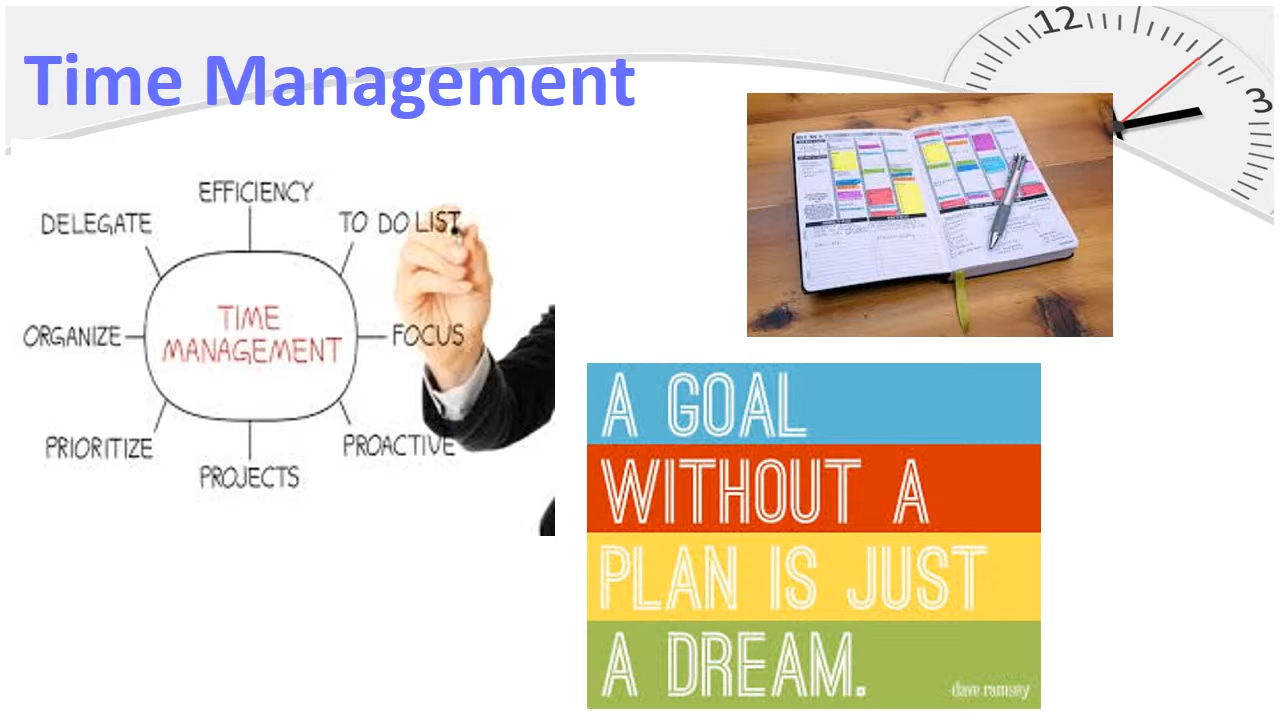 Time Management
12
3
EFFICIENCY
DELEGATE
TO DO LIST
TIME
MANAGEMENT
ORGANIZE
FOCUS
PRIORITIZE
PROACTIVE
PROJECTS
A GOAL
WITHOUT A
PLAN IS JUST
A DREAM.
dave ramsey